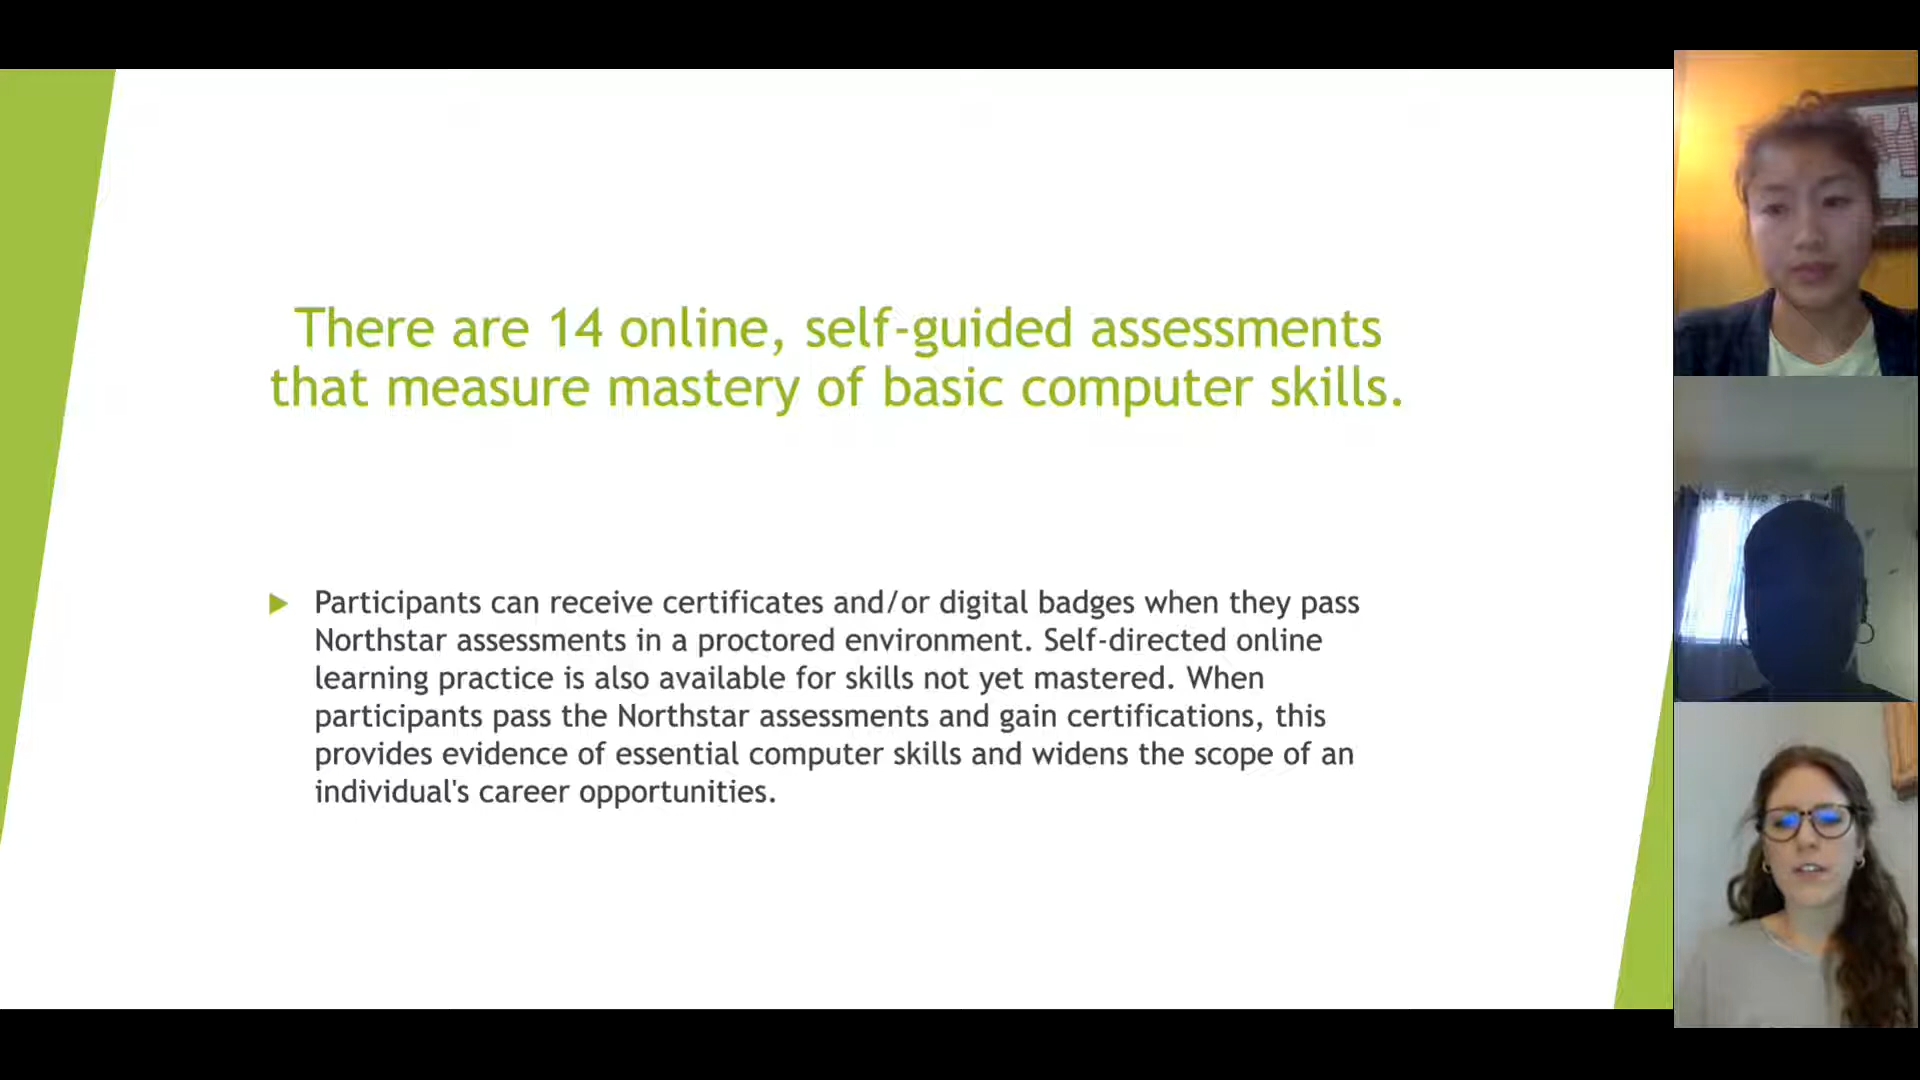 There are 14 online, self-guided assessments
that measure mastery of basic computer skills.
Participants can receive certificates and/or digital badges when they pass
Northstar assessments in a proctored environment. Self-directed online
learning practice is also available for skills not yet mastered. When
participants pass the Northstar assessments and gain certifications, this
provides evidence of essential computer skills and widens the scope of an
individual's career opportunities.